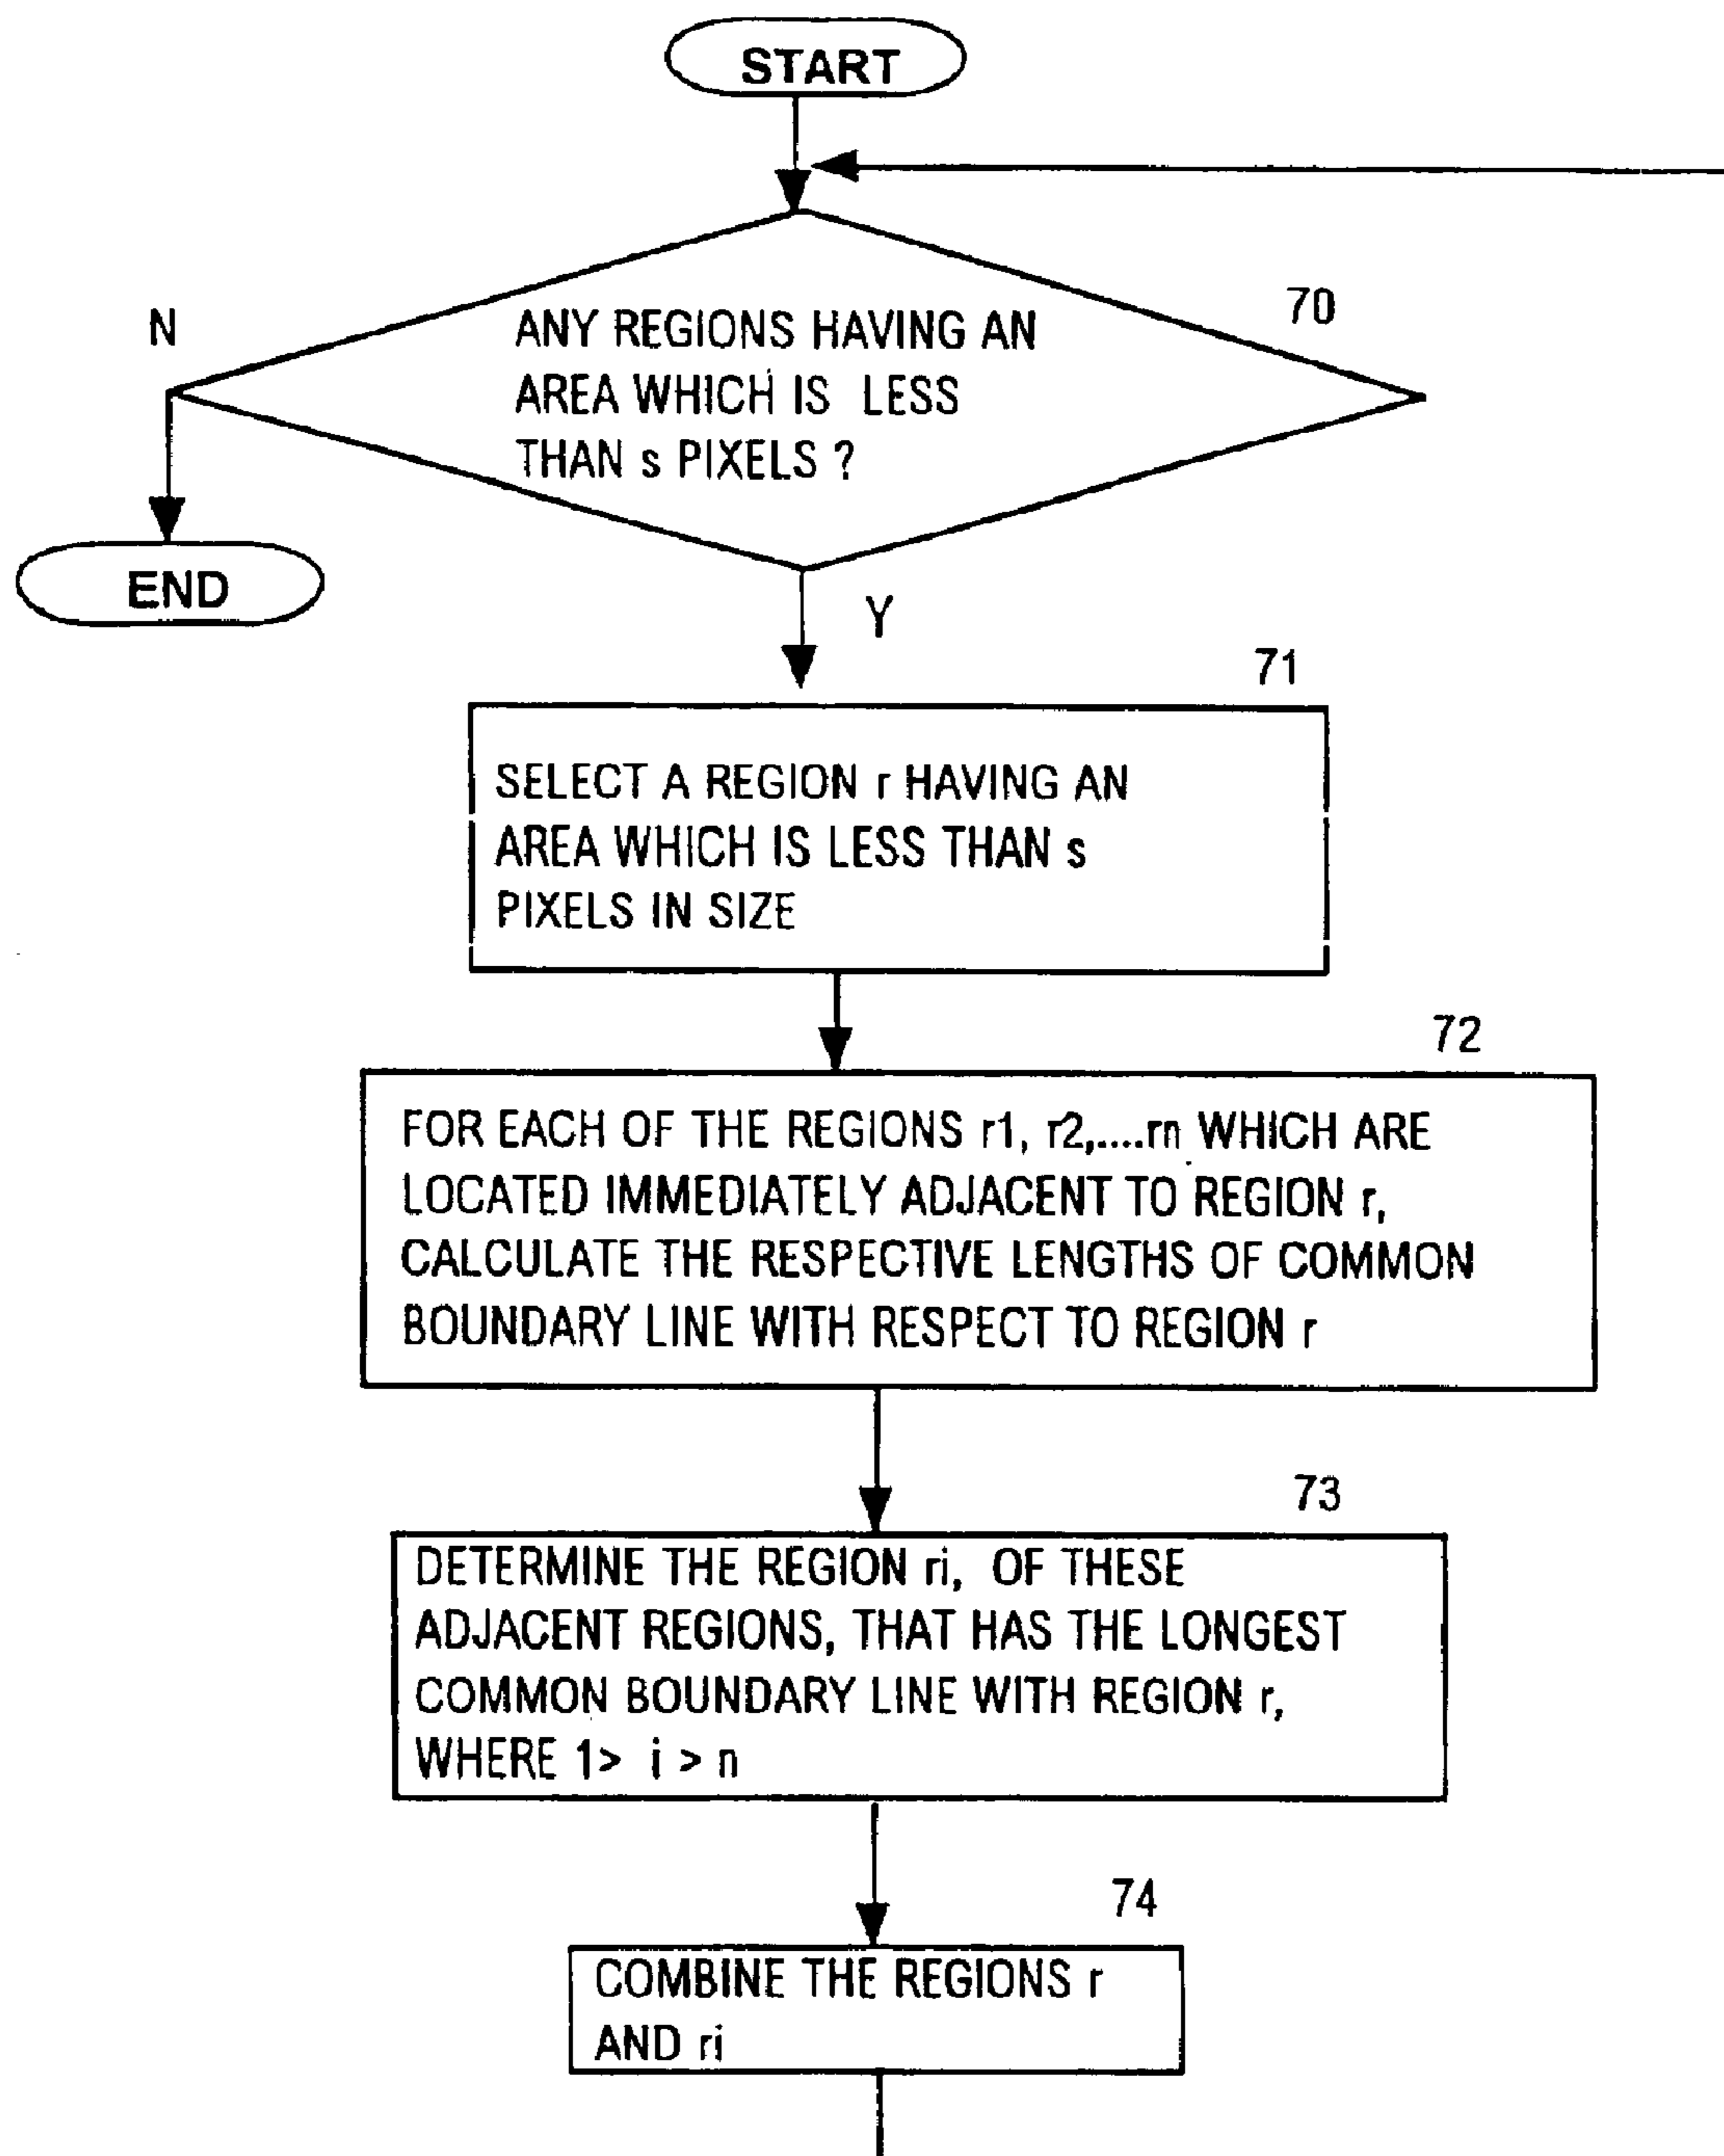 START
N
70
ANY REGIONS HAVING AN
AREA WHICH IS LESS
THAN s PIXELS ?
END
Y
71
SELECT A REGION r HAVING AN
AREA WHICH IS LESS THAN s
PIXELS IN SIZE
72
FOR EACH OF THE REGIONS r1, r2,....rn WHICH ARE
LOCATED IMMEDIATELY ADJACENT TO REGION r,
CALCULATE THE RESPECTIVE LENGTHS OF COMMON
BOUNDARY LINE WITH RESPECT TO REGION r
73
DETERMINE THE REGION ri, OF THESE
ADJACENT REGIONS, THAT HAS THE LONGEST
COMMON BOUNDARY LINE WITH REGION r,
WHERE 1> i > n
74
COMBINE THE REGIONS r
AND ri